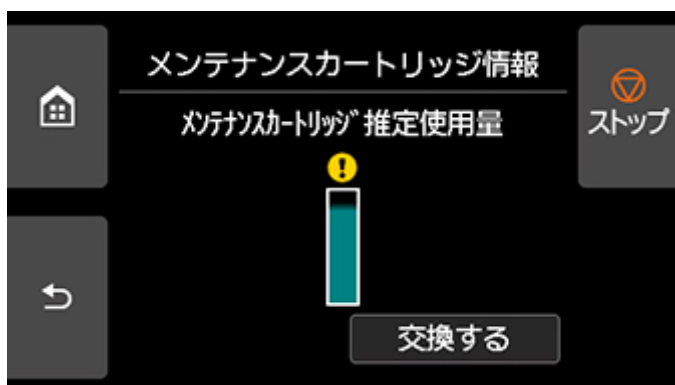 メンテナンスカートリッジ情報
ﾒﾝﾃﾅﾝｽｶｰﾄﾘｯｼﾞ推定使用量
ストップ
交換する